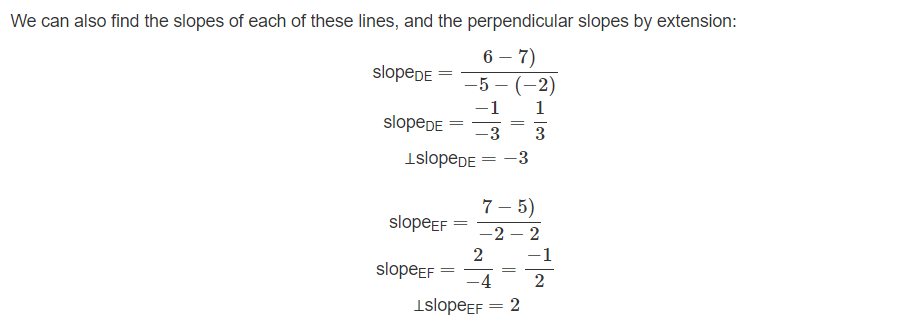 We can also find the slopes of each of these lines, and the perpendicular slopes by extension:
slopeDE = (6 − 7)) / (−5 − (−2))
slopeDE = −1/−3 = 1/3
⊥slopeDE = −3
slopeEF = (7 − 5)) / (−2 − 2)
slopeEF = 2/−4 = −1/2
⊥slopeEF = 2